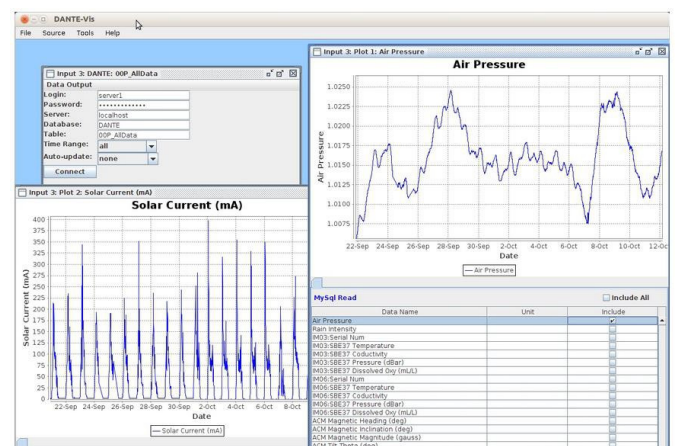 DANTE-Vis
File Source Tools Help
Input 3: DANTE: 00P_AllData
Data Output
Login: server1
Password: •••••••••••••
Server: localhost
Database: DANTE
Table: 00P_AllData
Time Range: all
Auto-update: none
Connect
Input 3: Plot 2: Solar Current (mA)
Solar Current (mA)
400
375
350
325
300
275
250
225
200
175
150
125
100
75
50
25
0
Solar Current (mA)
22-Sep 24-Sep 26-Sep 28-Sep 30-Sep 2-Oct 4-Oct 6-Oct 8-Oct
Date
Solar Current (mA)
Input 3: Plot 1: Air Pressure
Air Pressure
1.0250
1.0225
1.0200
1.0175
1.0150
1.0125
1.0100
1.0075
Air Pressure
22-Sep 24-Sep 26-Sep 28-Sep 30-Sep 2-Oct 4-Oct 6-Oct 8-Oct 10-Oct 12-Oc
Date
Air Pressure
MySql Read Include All
Data Name Unit Include
Air Pressure
Rain Intensity
IM03:Serial Num
IM03:SBE37 Temperature
IM03:SBE37 Coductivity
IM03:SBE37 Pressure (dBar)
IM03:SBE37 Dissolved Oxy (mL/L)
IM06:Serial Num
IM06:SBE37 Temperature
IM06:SBE37 Coductivity
IM06:SBE37 Pressure (dBar)
IM06:SBE37 Dissolved Oxy (mL/L)
ACM Magnetic Heading (deg)
ACM Magnetic Inclination (deg)
ACM Magnetic Magnitude (gauss)
ACM Tilt Theta (deg)